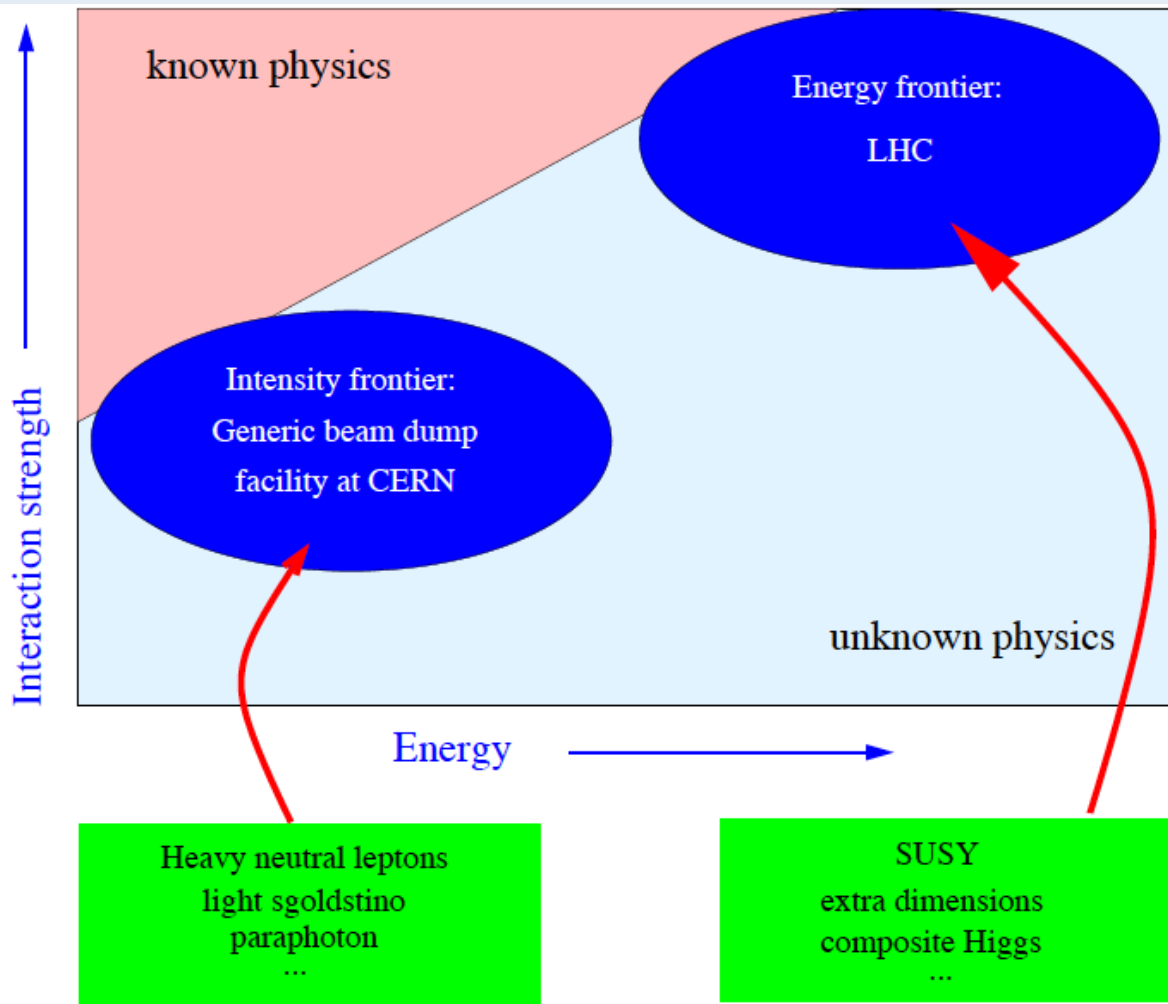 known physics
Energy frontier:
LHC
Intensity frontier:
Generic beam dump
facility at CERN
unknown physics
Interaction strength
Energy
Heavy neutral leptons
light sgoldstino
paraphoton
...
SUSY
extra dimensions
composite Higgs
...